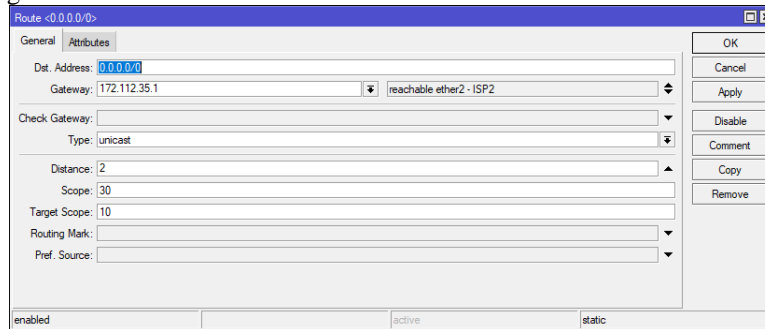 Route <0.0.0.0/0>
General Attributes
Dst. Address: 0.0.0.0/0
Gateway: 172.112.35.1 reachable ether2 - ISP2
Check Gateway:
Type: unicast
Distance: 2
Scope: 30
Target Scope: 10
Routing Mark:
Pref. Source:
OK
Cancel
Apply
Disable
Comment
Copy
Remove
enabled active static